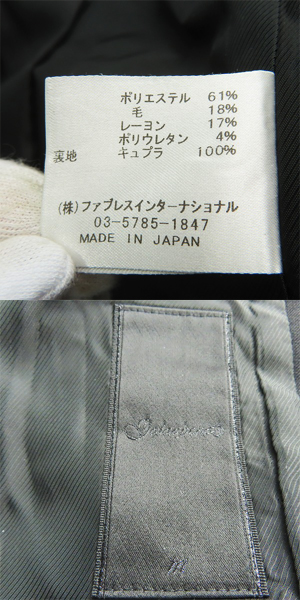 ポリエステル 61%
毛 18%
レーヨン 17%
ポリウレタン 4%
裏地 キュプラ 100%
(株)ファブレスインターナショナル
03-5785-1847
MADE IN JAPAN
M